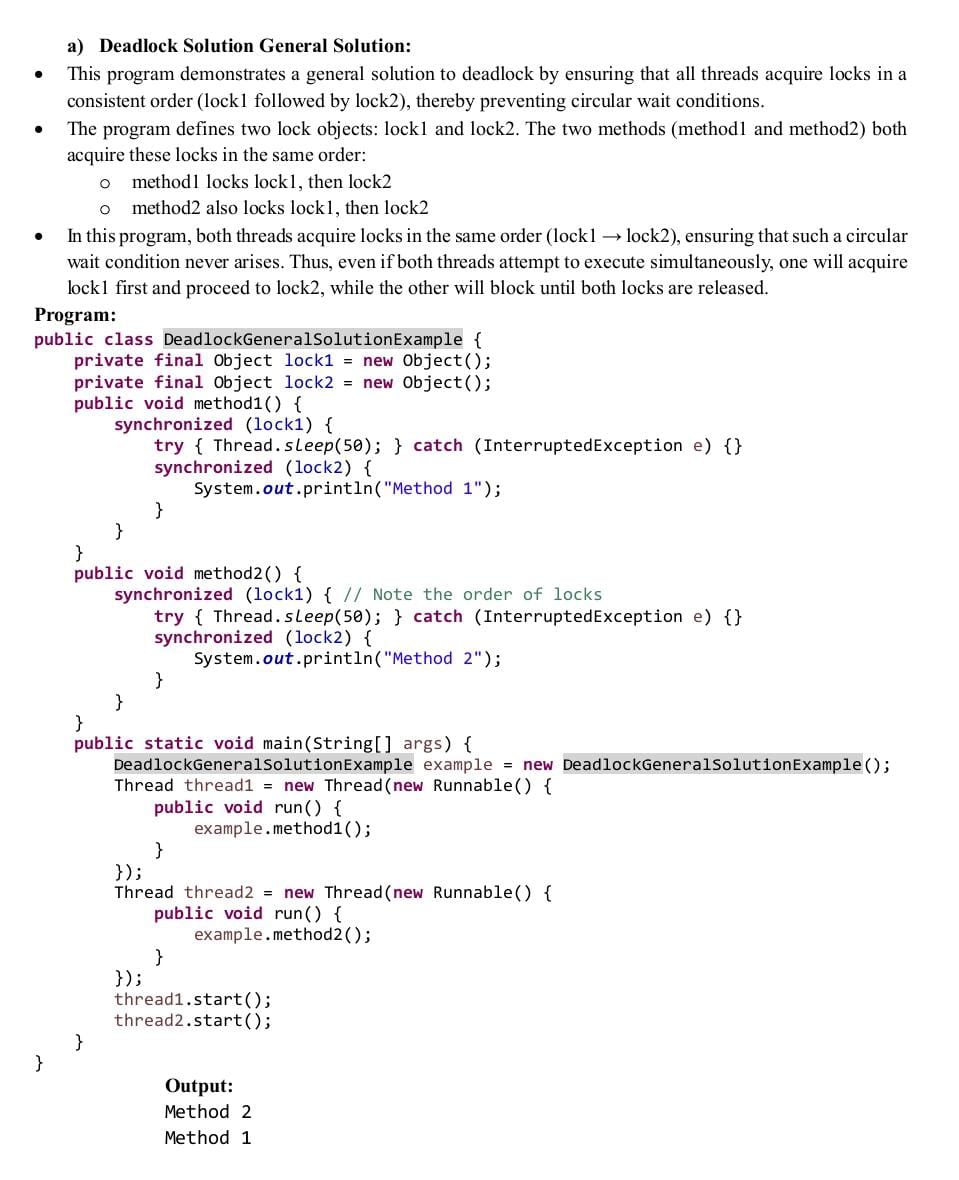 a) Deadlock Solution General Solution:
• This program demonstrates a general solution to deadlock by ensuring that all threads acquire locks in a
consistent order (lock1 followed by lock2), thereby preventing circular wait conditions.
• The program defines two lock objects: lock1 and lock2. The two methods (method1 and method2) both
acquire these locks in the same order:
o method1 locks lock1, then lock2
o method2 also locks lock1, then lock2
• In this program, both threads acquire locks in the same order (lock1 → lock2), ensuring that such a circular
wait condition never arises. Thus, even if both threads attempt to execute simultaneously, one will acquire
lock1 first and proceed to lock2, while the other will block until both locks are released.
Program:
public class DeadlockGeneralSolutionExample {
    private final Object lock1 = new Object();
    private final Object lock2 = new Object();
    public void method1() {
        synchronized (lock1) {
            try { Thread.sleep(50); } catch (InterruptedException e) {}
            synchronized (lock2) {
                System.out.println("Method 1");
            }
        }
    }
    public void method2() {
        synchronized (lock1) { // Note the order of locks
            try { Thread.sleep(50); } catch (InterruptedException e) {}
            synchronized (lock2) {
                System.out.println("Method 2");
            }
        }
    }
    public static void main(String[] args) {
        DeadlockGeneralSolutionExample example = new DeadlockGeneralSolutionExample();
        Thread thread1 = new Thread(new Runnable() {
            public void run() {
                example.method1();
            }
        });
        Thread thread2 = new Thread(new Runnable() {
            public void run() {
                example.method2();
            }
        });
        thread1.start();
        thread2.start();
    }
}
Output:
Method 2
Method 1